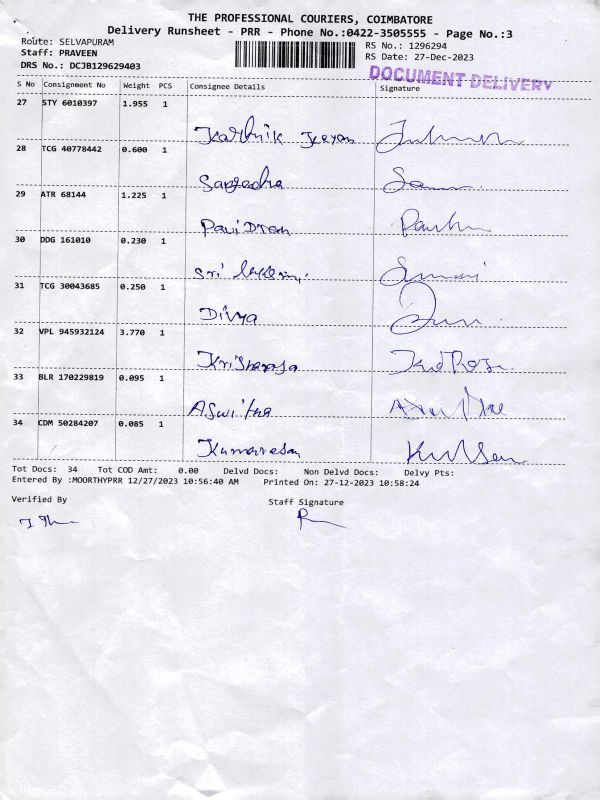 THE PROFESSIONAL COURIERS, COIMBATORE
Delivery Runsheet - PRR - Phone No.:0422-3505555 - Page No.:3
Route: SELVAPURAM
RS No.: 1296294
Staff: PRAVEEN
RS Date: 27-Dec-2023
DRS No.: DCJB129629403
DOCUMENT DELIVERY
S No Consignment No Weight PCS Consignee Details Signature
27 STY 6010397 1.955 1
Karthik
28 TCG 40778442 0.600 1
29 ATR 68144 1.225 1
30 DDG 161010 0.230 1
Sri
31 TCG 30043685 0.250 1
Divya
32 VPL 945932124 3.770 1
33 BLR 170229819 0.095 1
Aswitha
34 CDM 50284207 0.085 1
Kumaresan
Tot Docs: 34 Tot COD Amt: 0.00 Delvd Docs: Non Delvd Docs: Delvy Pts:
Entered By :MOORTHYPRR 12/27/2023 10:56:40 AM Printed On: 27-12-2023 10:58:24
Verified By Staff Signature